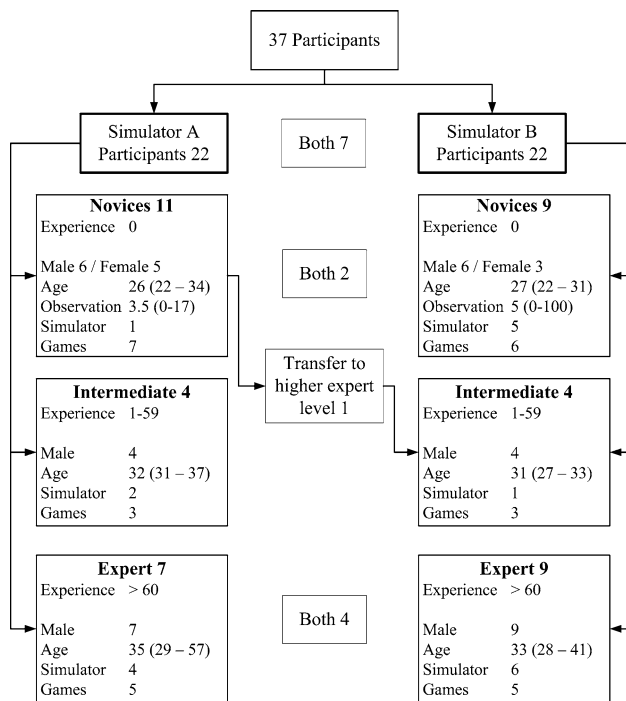 37 Participants
Simulator A
Participants 22
Both 7
Simulator B
Participants 22
Novices 11
Experience 0
Male 6 / Female 5
Age 26 (22 – 34)
Observation 3.5 (0-17)
Simulator 1
Games 7
Both 2
Novices 9
Experience 0
Male 6 / Female 3
Age 27 (22 – 31)
Observation 5 (0-100)
Simulator 5
Games 6
Transfer to
higher expert
level 1
Intermediate 4
Experience 1-59
Male 4
Age 32 (31 – 37)
Simulator 2
Games 3
Intermediate 4
Experience 1-59
Male 4
Age 31 (27 – 33)
Simulator 1
Games 3
Expert 7
Experience > 60
Male 7
Age 35 (29 – 57)
Simulator 4
Games 5
Both 4
Expert 9
Experience > 60
Male 9
Age 33 (28 – 41)
Simulator 6
Games 5